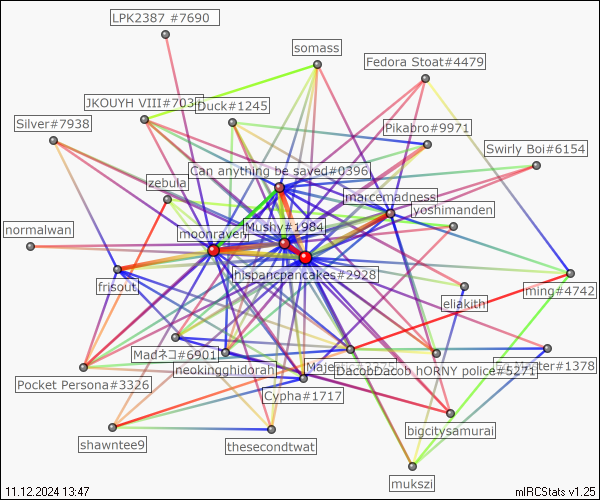 LPK2387 #7690
somass
Fedora Stoat#4479
JKOUYH VIII#7034
Duck#1245
Silver#7938
Pikabro#9971
Swirly Boi#6154
Can anything be saved#0396
zebula
marcemadness
yoshimanden
normalwan
moonraven
Mushy#1984
hispancpancakes#2928
frisout
eliakith
ming#4742
Madネコ#6901
neokingghidorah
DacobDacob hORNY police#5271
#1378
Pocket Persona#3326
Cypha#1717
bigcitysamurai
shawntee9
thesecondtwat
mukszi
11.12.2024 13:47
mIRCStats v1.25